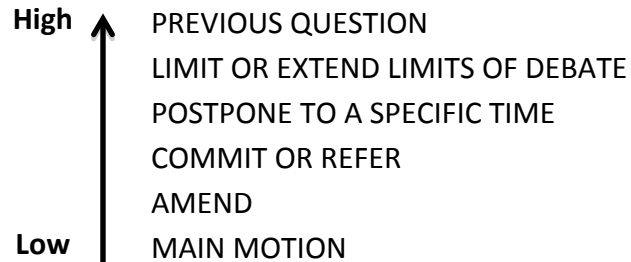 High PREVIOUS QUESTION
LIMIT OR EXTEND LIMITS OF DEBATE
POSTPONE TO A SPECIFIC TIME
COMMIT OR REFER
AMEND
Low MAIN MOTION